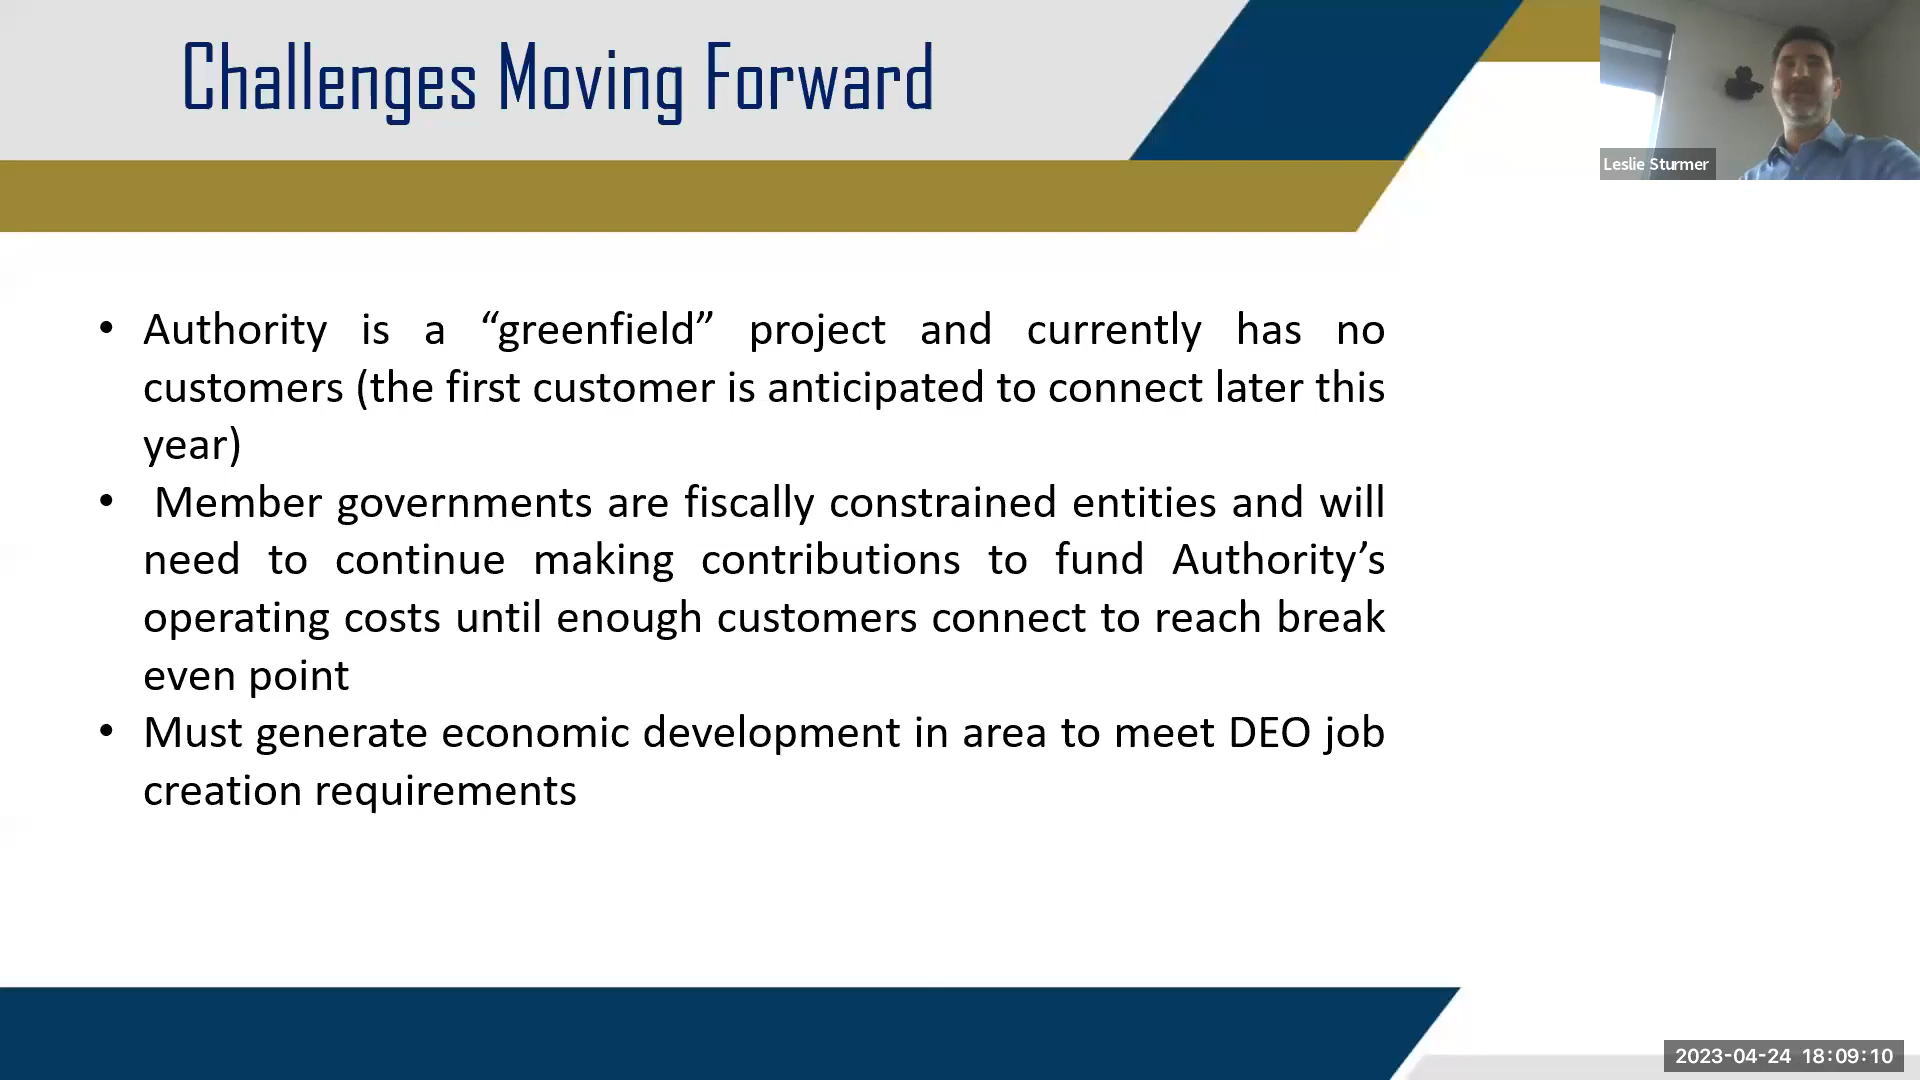 Challenges Moving Forward
Leslie Sturmer
• Authority is a “greenfield” project and currently has no
customers (the first customer is anticipated to connect later this
year)
• Member governments are fiscally constrained entities and will
need to continue making contributions to fund Authority’s
operating costs until enough customers connect to reach break
even point
• Must generate economic development in area to meet DEO job
creation requirements
2023-04-24 18:09:10